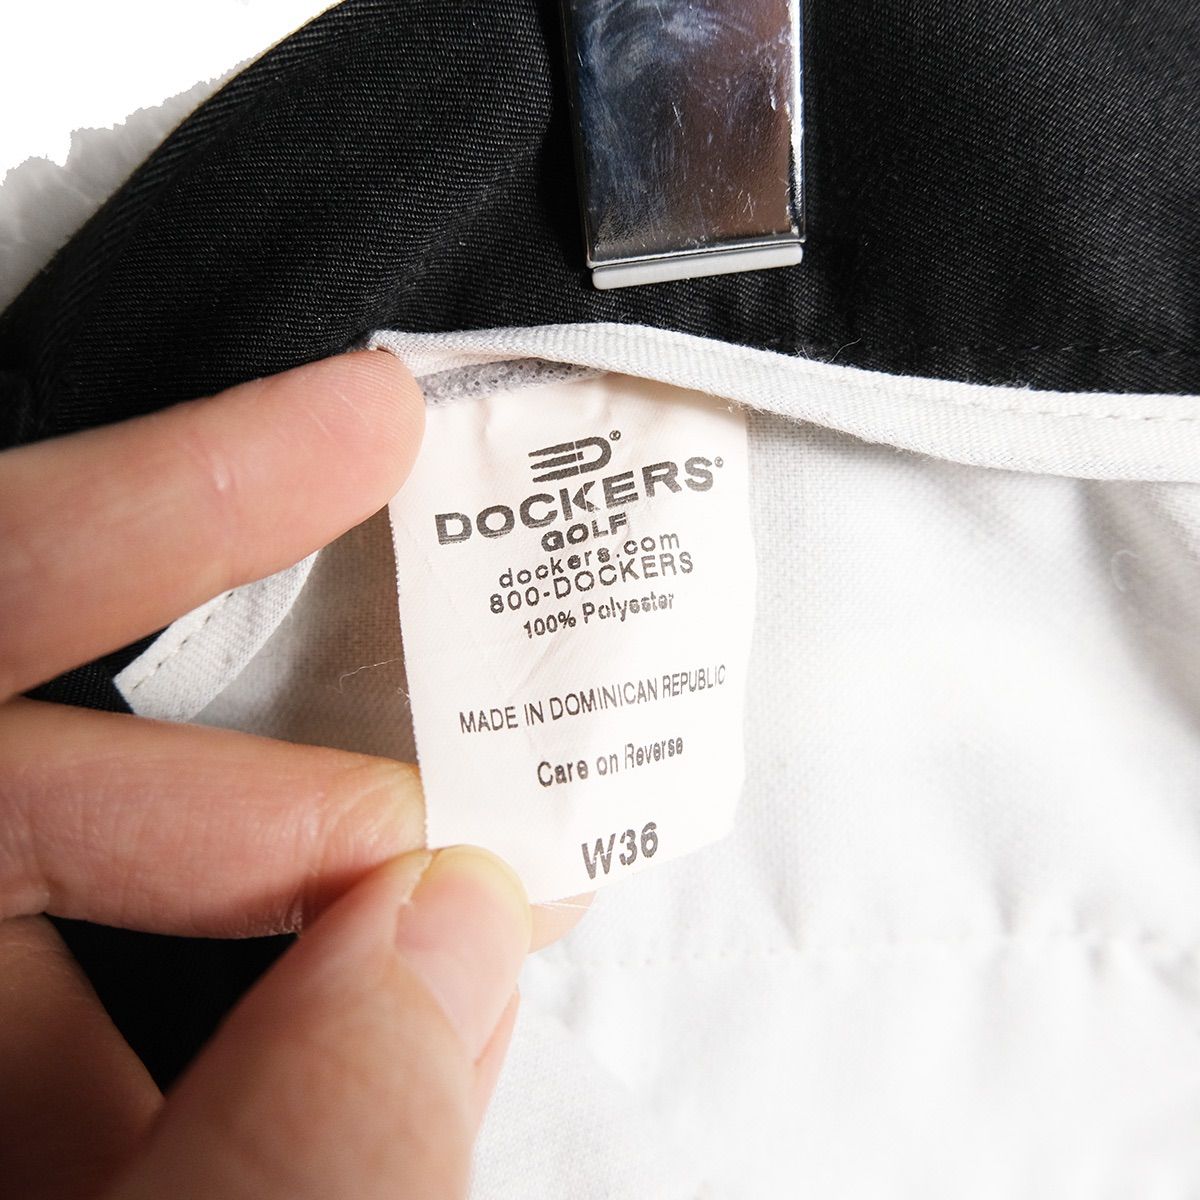 DOCKERS®
GOLF
dockers.com
800-DOCKERS
100% Polyester
MADE IN DOMINICAN REPUBLIC
Care on Reverse
W36